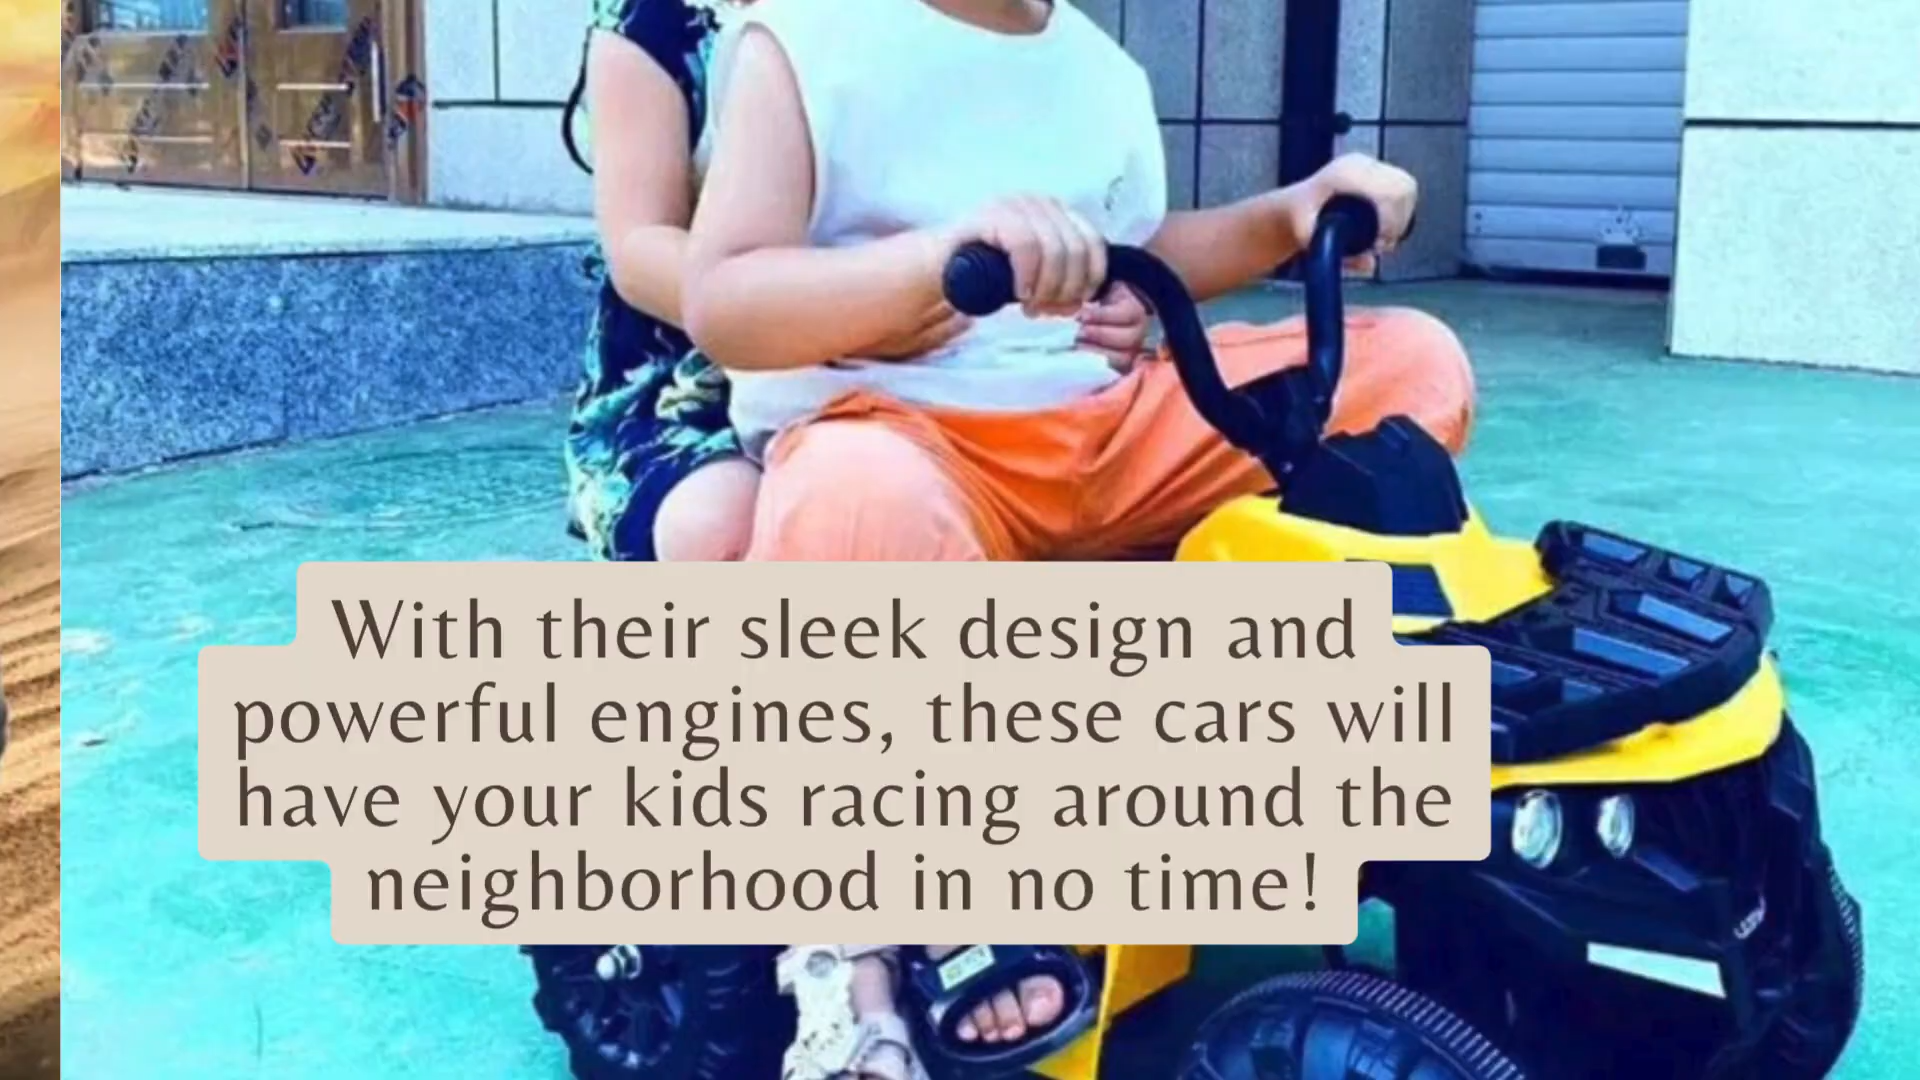 With their sleek design and
powerful engines, these cars will
have your kids racing around the
neighborhood in no time!